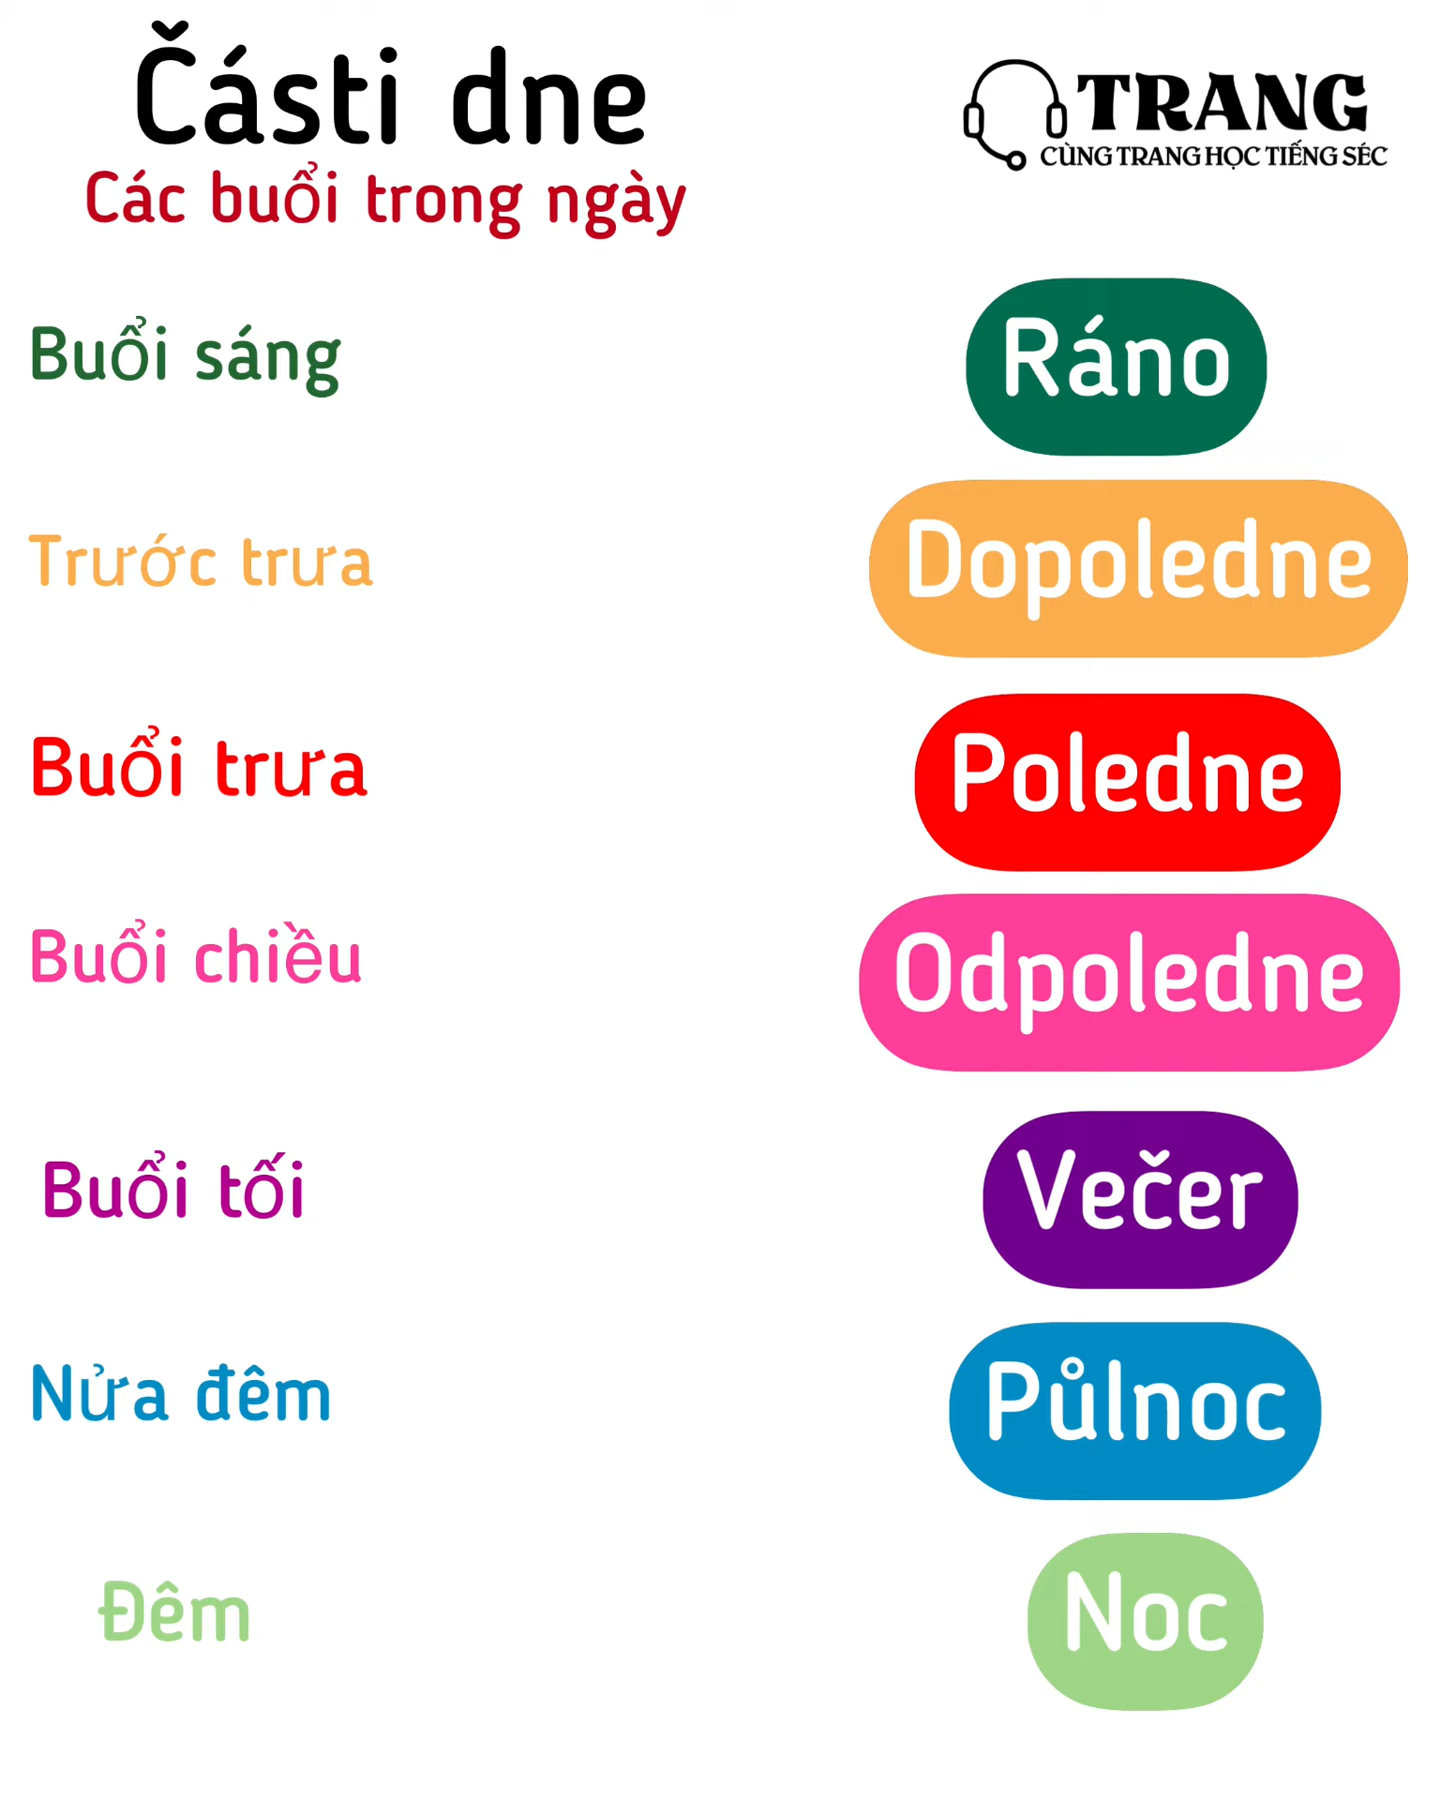 Části dne
Các buổi trong ngày
TRANG
CÙNG TRANG HỌC TIẾNG SÉC
Buổi sáng
Ráno
Trước trưa
Dopoledne
Buổi trưa
Poledne
Buổi chiều
Odpoledne
Buổi tối
Večer
Nửa đêm
Půlnoc
Đêm
Noc